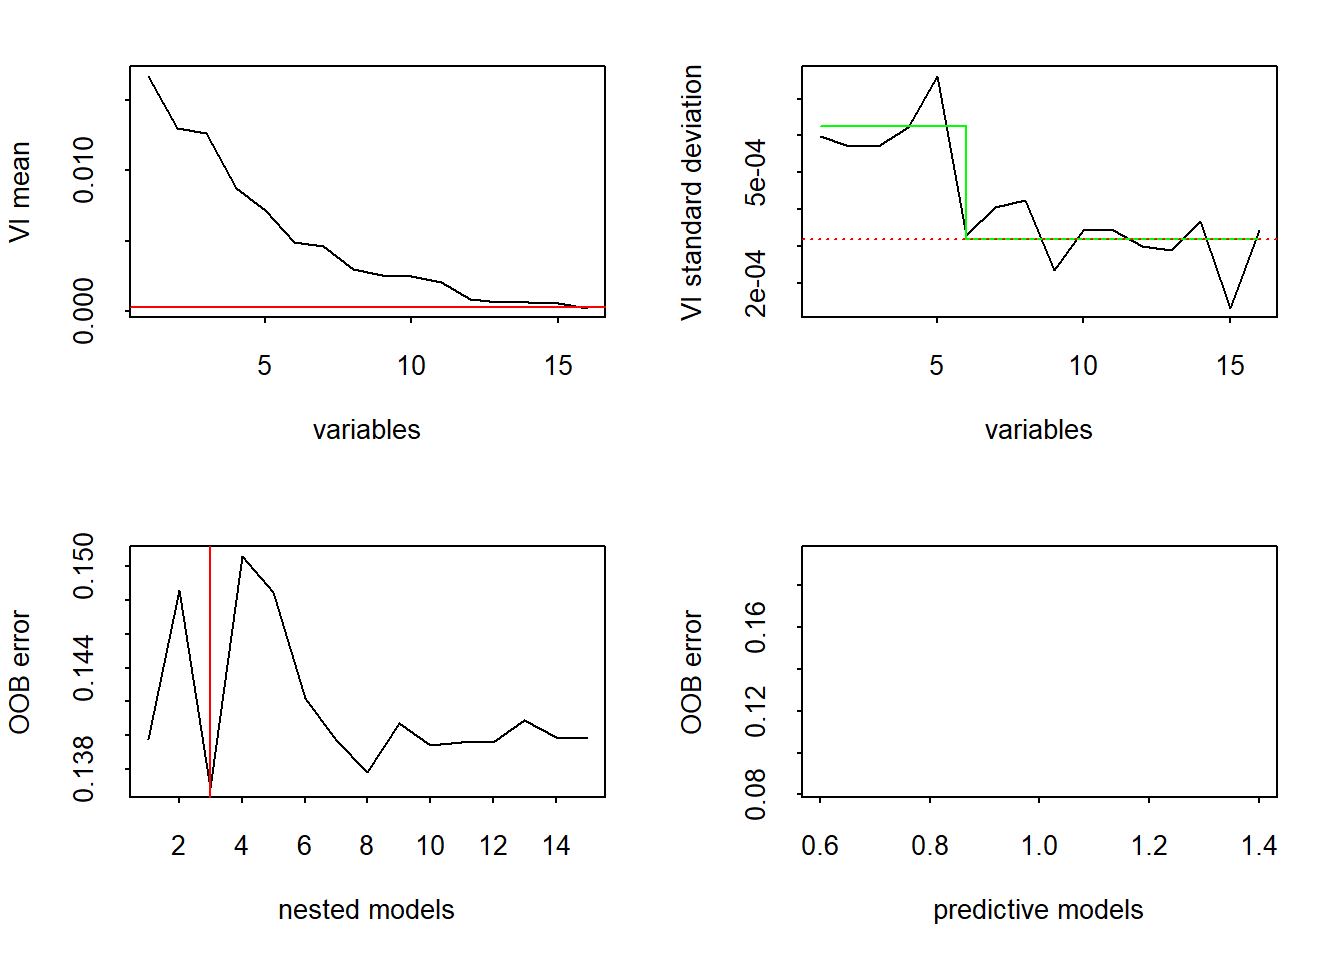 VI mean
0.000
0.010
5
10
15
variables
VI standard deviation
2e-04
5e-04
5
10
15
variables
OOB error
0.138
0.144
0.150
2
4
6
8
10
12
14
nested models
OOB error
0.08
0.12
0.16
0.6
0.8
1.0
1.2
1.4
predictive models